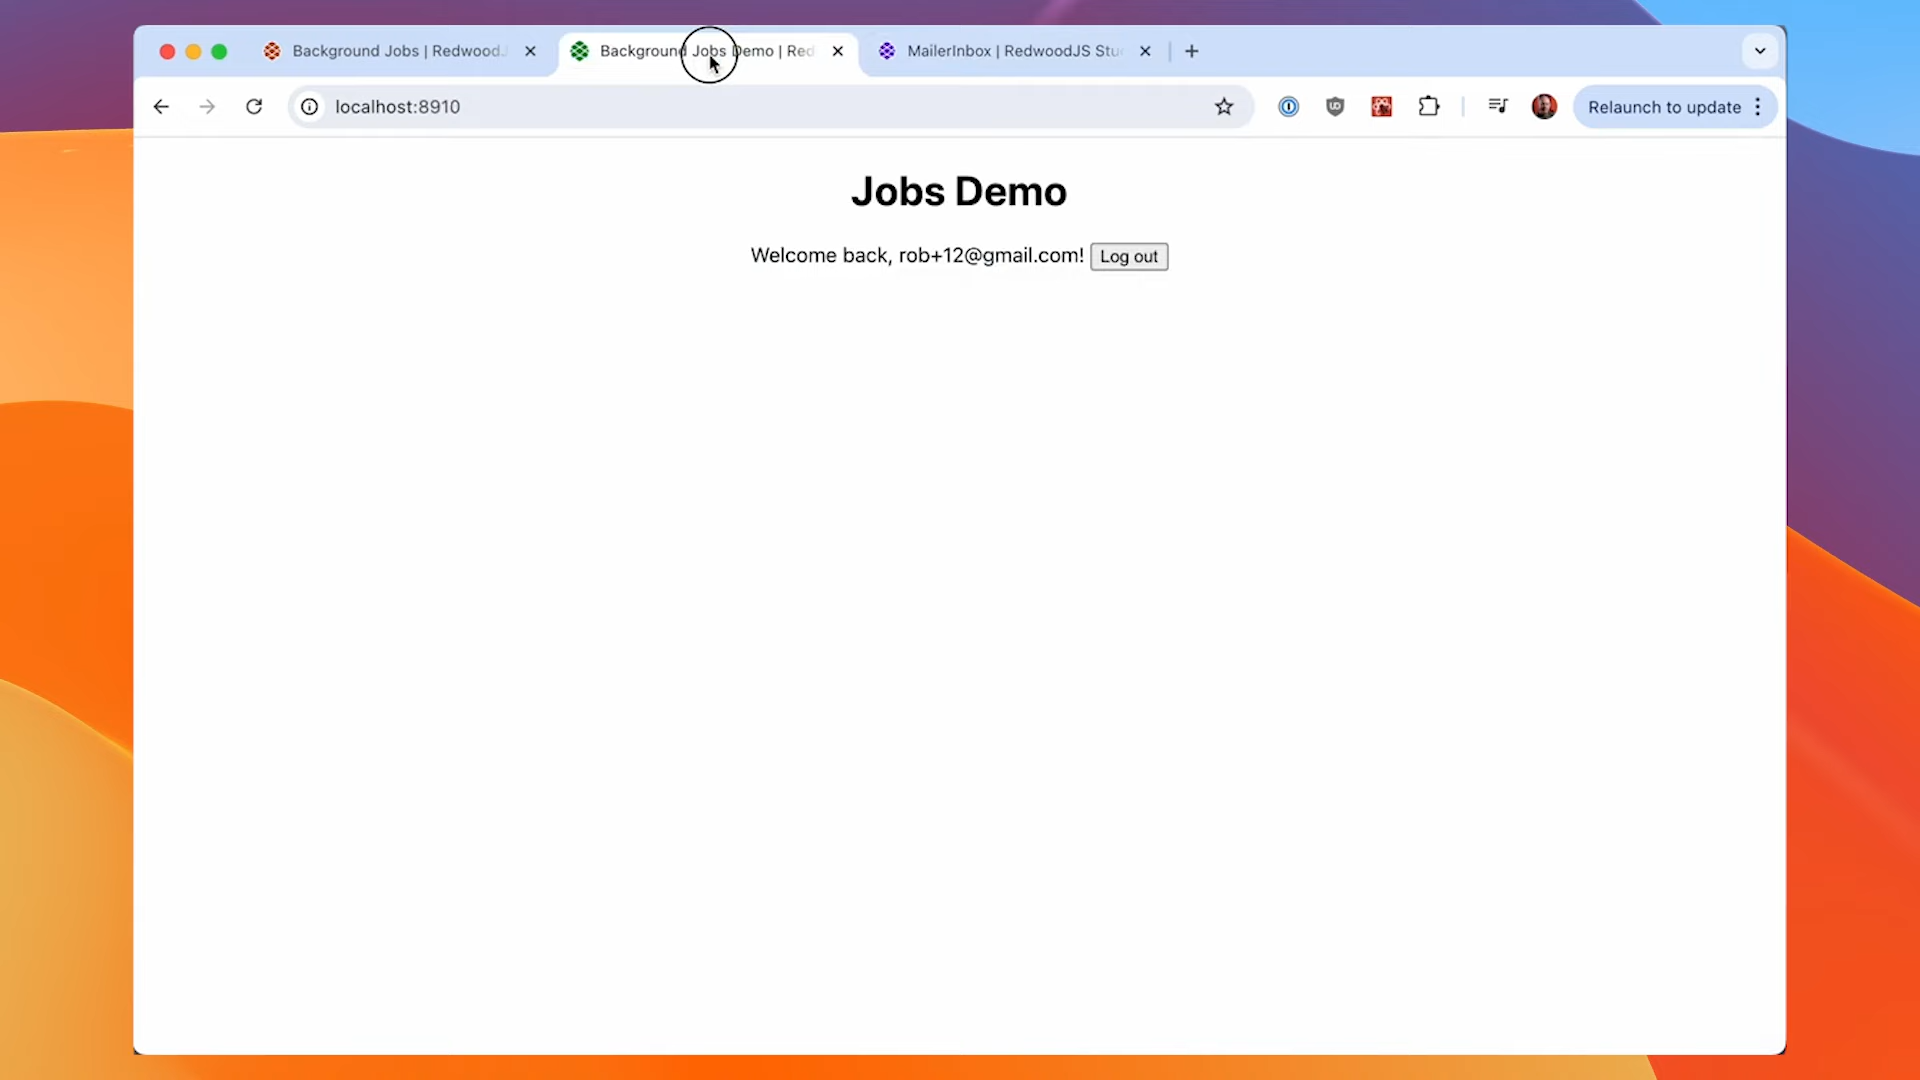 Background Jobs | RedwoodJ
Background Jobs Demo | Red
MailerInbox | RedwoodJS Stu
localhost:8910
Relaunch to update
Jobs Demo
Welcome back, rob+12@gmail.com! Log out